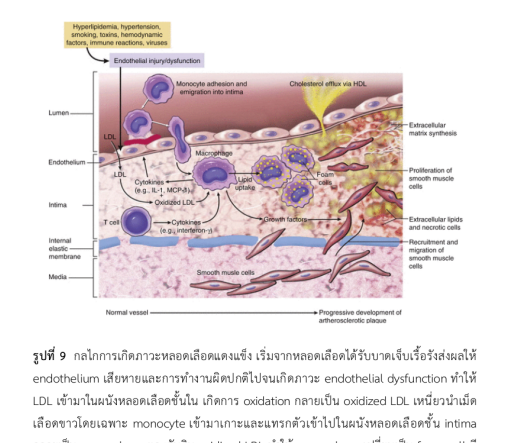 Hyperlipidemia, hypertension,
smoking, toxins, hemodynamic
factors, immune reactions, viruses
Endothelial injury/dysfunction
Monocyte adhesion and
emigration into intima
Cholesterol efflux via HDL
Lumen
LDL
Extracellular
matrix synthesis
Endothelium
Macrophage
LDL
Cytokines
(e.g., IL-1, MCP-1)
+
Oxidized LDL
Lipid
uptake
Foam
cells
Proliferation of
smooth muscle
cells
Intima
T cell
Cytokines
(e.g., interferon-γ)
Growth factors
Extracellular lipids
and necrotic cells
Internal
elastic
membrane
Recruitment and
migration of
smooth muscle
cells
Media
Smooth musle cells
Normal vessel
Progressive development of
artherosclerotic plaque
รูปที่ 9 กลไกการเกิดภาวะหลอดเลือดแดงแข็ง เริ่มจากหลอดเลือดได้รับบาดเจ็บเรื้อรังส่งผลให้
endothelium เสียหายและการทำงานผิดปกติไปจนเกิดภาวะ endothelial dysfunction ทำให้
LDL เข้ามาในผนังหลอดเลือดชั้นใน เกิดการ oxidation กลายเป็น oxidized LDL เหนี่ยวนำเม็ด
เลือดขาวโดยเฉพาะ monocyte เข้ามาเกาะและแทรกตัวเข้าไปในผนังหลอดเลือดชั้น intima